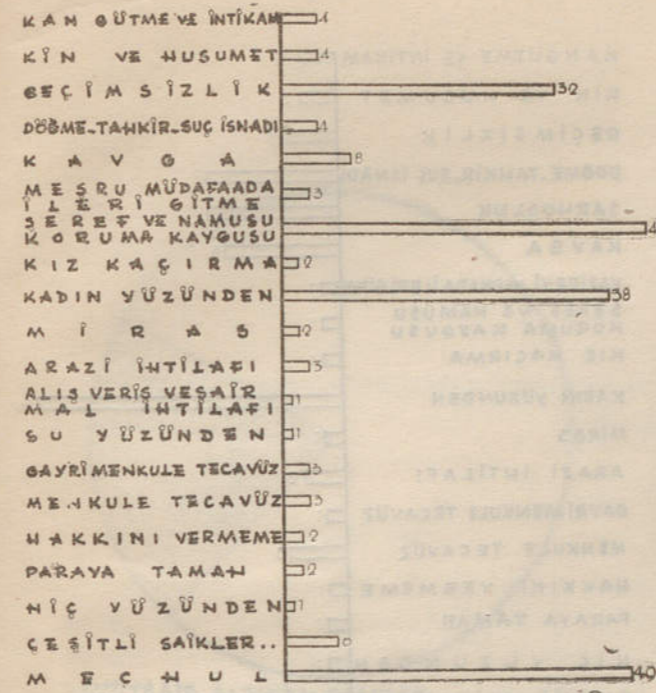 KAN GÜTME VE İNTİKAM 4
KİN VE HUSUMET 4
GEÇİMSİZLİK 32
DÖĞME-TAHKİR-SUÇ İSNADI 4
KAVGA 8
MEŞRU MÜDAFAADA
İLERİ GİTME 3
ŞEREF VE NAMUSU
KORUMA KAYGUSU
KIZ KAÇIRMA 2
KADIN YÜZÜNDEN 38
MİRAS 2
ARAZİ İHTİLAFI 3
ALIŞ VERİŞ VESAİR
MAL İHTİLAFI 1
SU YÜZÜNDEN 1
GAYRİMENKULE TECAVÜZ 3
MENKULE TECAVÜZ 3
HAKKINI VERMEME 2
PARAYA TAMAH 2
HİÇ YÜZÜNDEN 1
ÇEŞİTLİ SAİKLER..
MEÇHUL 40